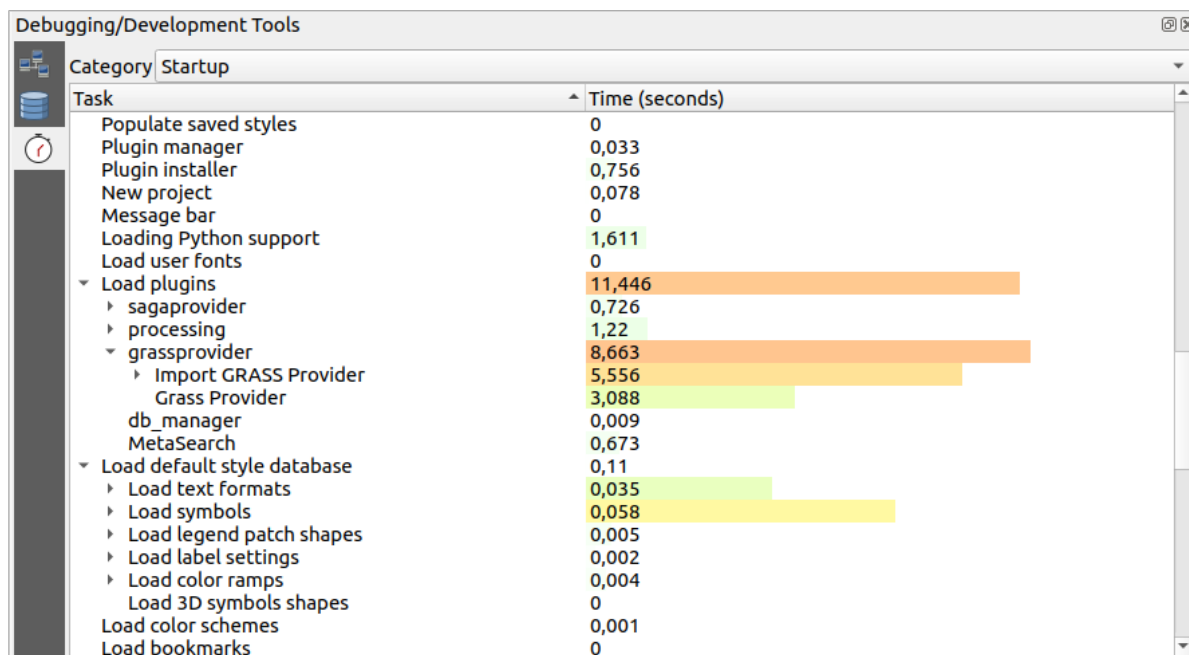 Debugging/Development Tools
Category Startup
Task Time (seconds)
Populate saved styles 0
Plugin manager 0,033
Plugin installer 0,756
New project 0,078
Message bar 0
Loading Python support 1,611
Load user fonts 0
Load plugins 11,446
sagaprovider 0,726
processing 1,22
grassprovider 8,663
Import GRASS Provider 5,556
Grass Provider 3,088
db_manager 0,009
MetaSearch 0,673
Load default style database 0,11
Load text formats 0,035
Load symbols 0,058
Load legend patch shapes 0,005
Load label settings 0,002
Load color ramps 0,004
Load 3D symbols shapes 0
Load color schemes 0,001
Load bookmarks 0